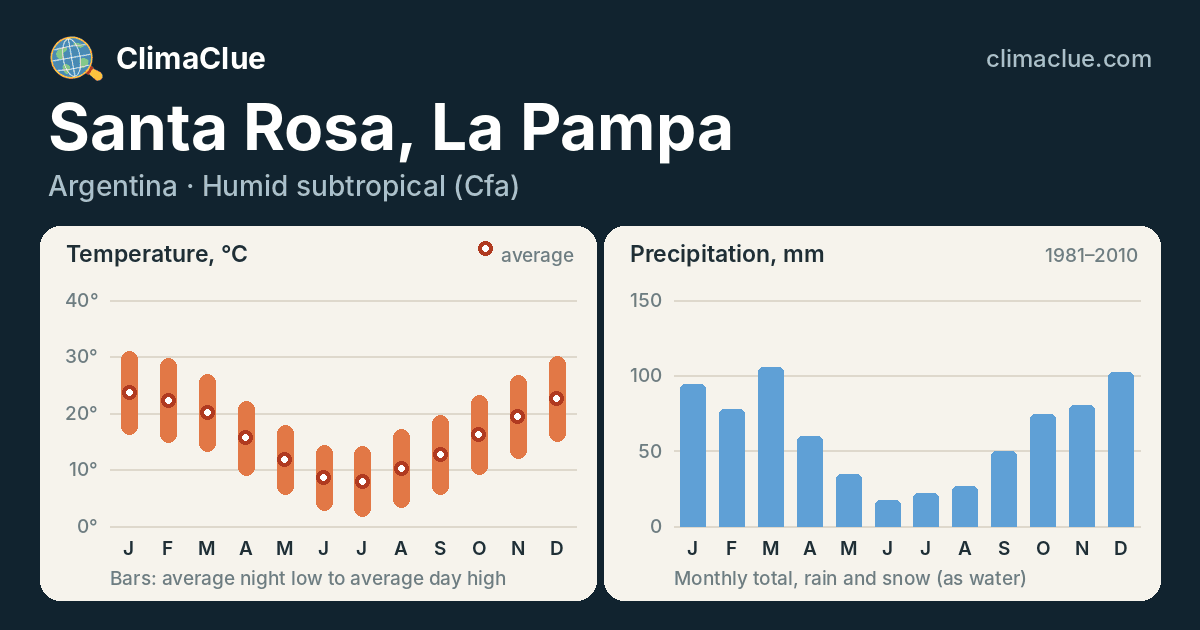 ClimaClue
climaclue.com
Santa Rosa, La Pampa
Argentina · Humid subtropical (Cfa)
Temperature, °C
average
40°
30°
20°
10°
0°
J F M A M J J A S O N D
Bars: average night low to average day high
Precipitation, mm
1981–2010
150
100
50
0
J F M A M J J A S O N D
Monthly total, rain and snow (as water)